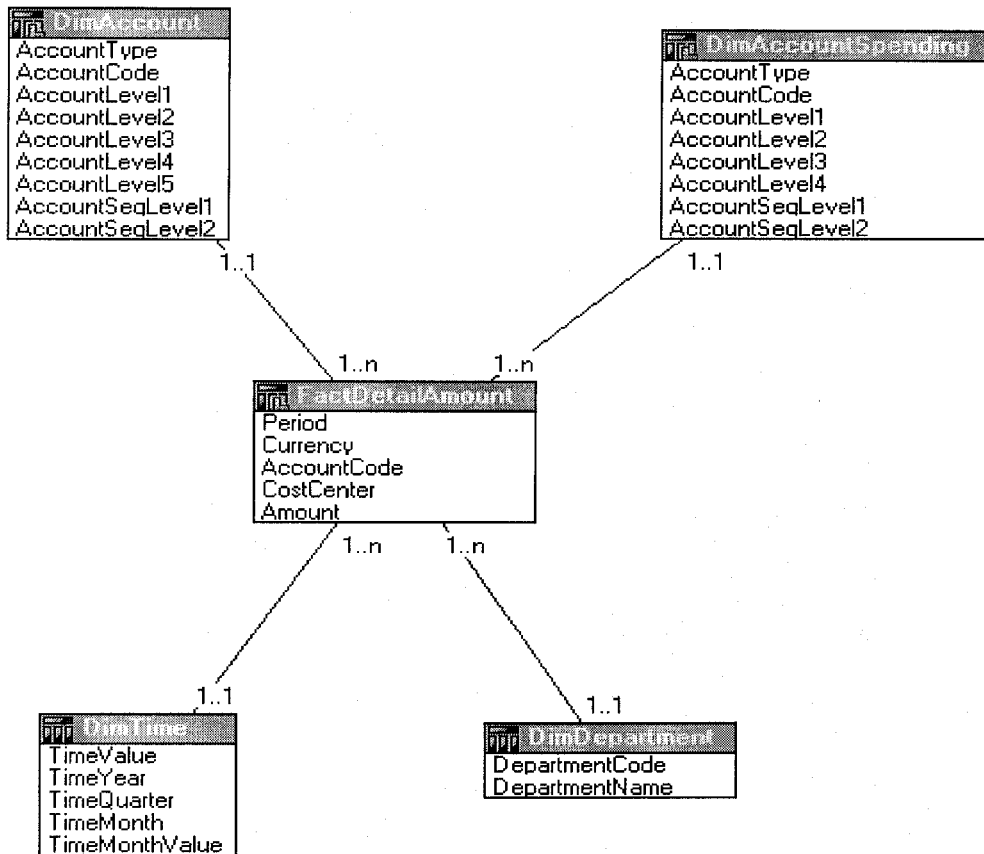 DimAccount
AccountType
AccountCode
AccountLevel1
AccountLevel2
AccountLevel3
AccountLevel4
AccountLevel5
AccountSeqLevel1
AccountSeqLevel2
DimAccountSpending
AccountType
AccountCode
AccountLevel1
AccountLevel2
AccountLevel3
AccountLevel4
AccountSeqLevel1
AccountSeqLevel2
1..1
1..1
1..n
1..n
FactDetailAmount
Period
Currency
AccountCode
CostCenter
Amount
1..n
1..n
1..1
1..1
DimTime
TimeValue
TimeYear
TimeQuarter
TimeMonth
TimeMonthValue
DimDepartment
DepartmentCode
DepartmentName